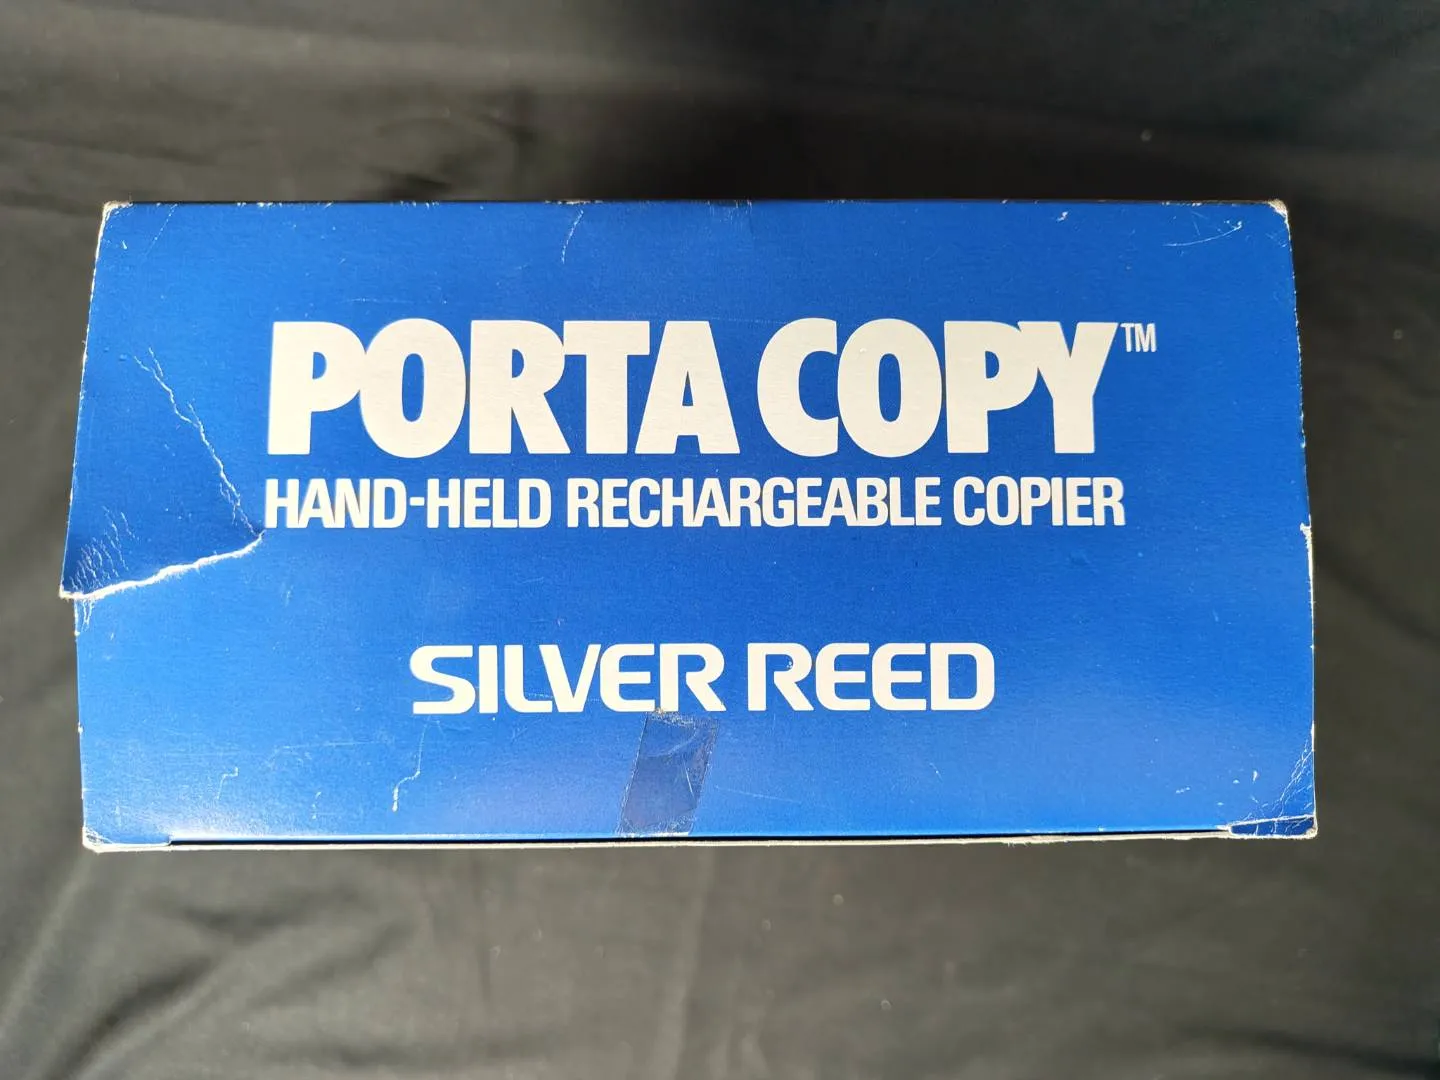 PORTA COPY™
HAND-HELD RECHARGEABLE COPIER
SILVER REED